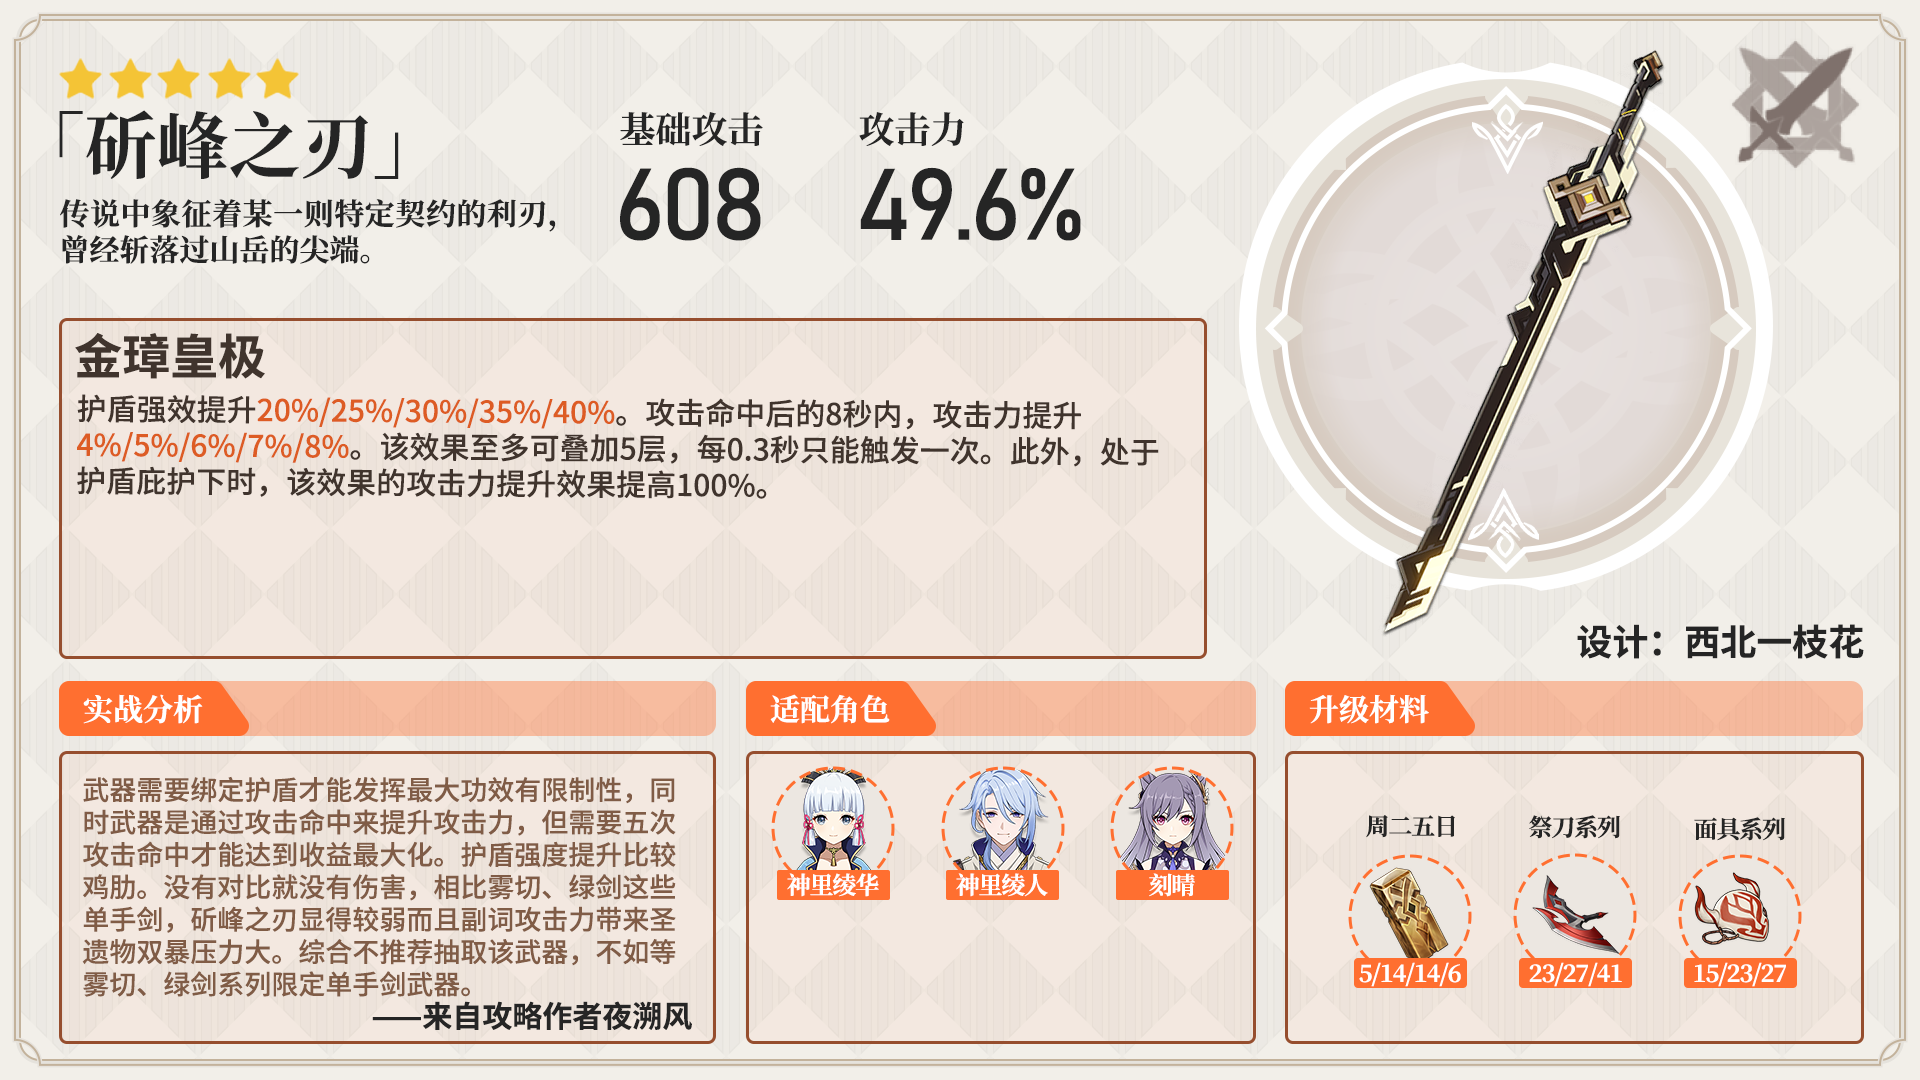 「斫峰之刃」
传说中象征着某一则特定契约的利刃，
曾经斩落过山岳的尖端。
基础攻击
608
攻击力
49.6%
金璋皇极
护盾强效提升20%/25%/30%/35%/40%。攻击命中后的8秒内，攻击力提升
4%/5%/6%/7%/8%。该效果至多可叠加5层，每0.3秒只能触发一次。此外，处于
护盾庇护下时，该效果的攻击力提升效果提高100%。
设计：西北一枝花
实战分析
武器需要绑定护盾才能发挥最大功效有限制性，同
时武器是通过攻击命中来提升攻击力，但需要五次
攻击命中才能达到收益最大化。护盾强度提升比较
鸡肋。没有对比就没有伤害，相比雾切、绿剑这些
单手剑，斫峰之刃显得较弱而且副词攻击力带来圣
遗物双暴压力大。综合不推荐抽取该武器，不如等
雾切、绿剑系列限定单手剑武器。
——来自攻略作者夜溯风
适配角色
神里绫华
神里绫人
刻晴
升级材料
周二五日
祭刀系列
面具系列
5/14/14/6
23/27/41
15/23/27